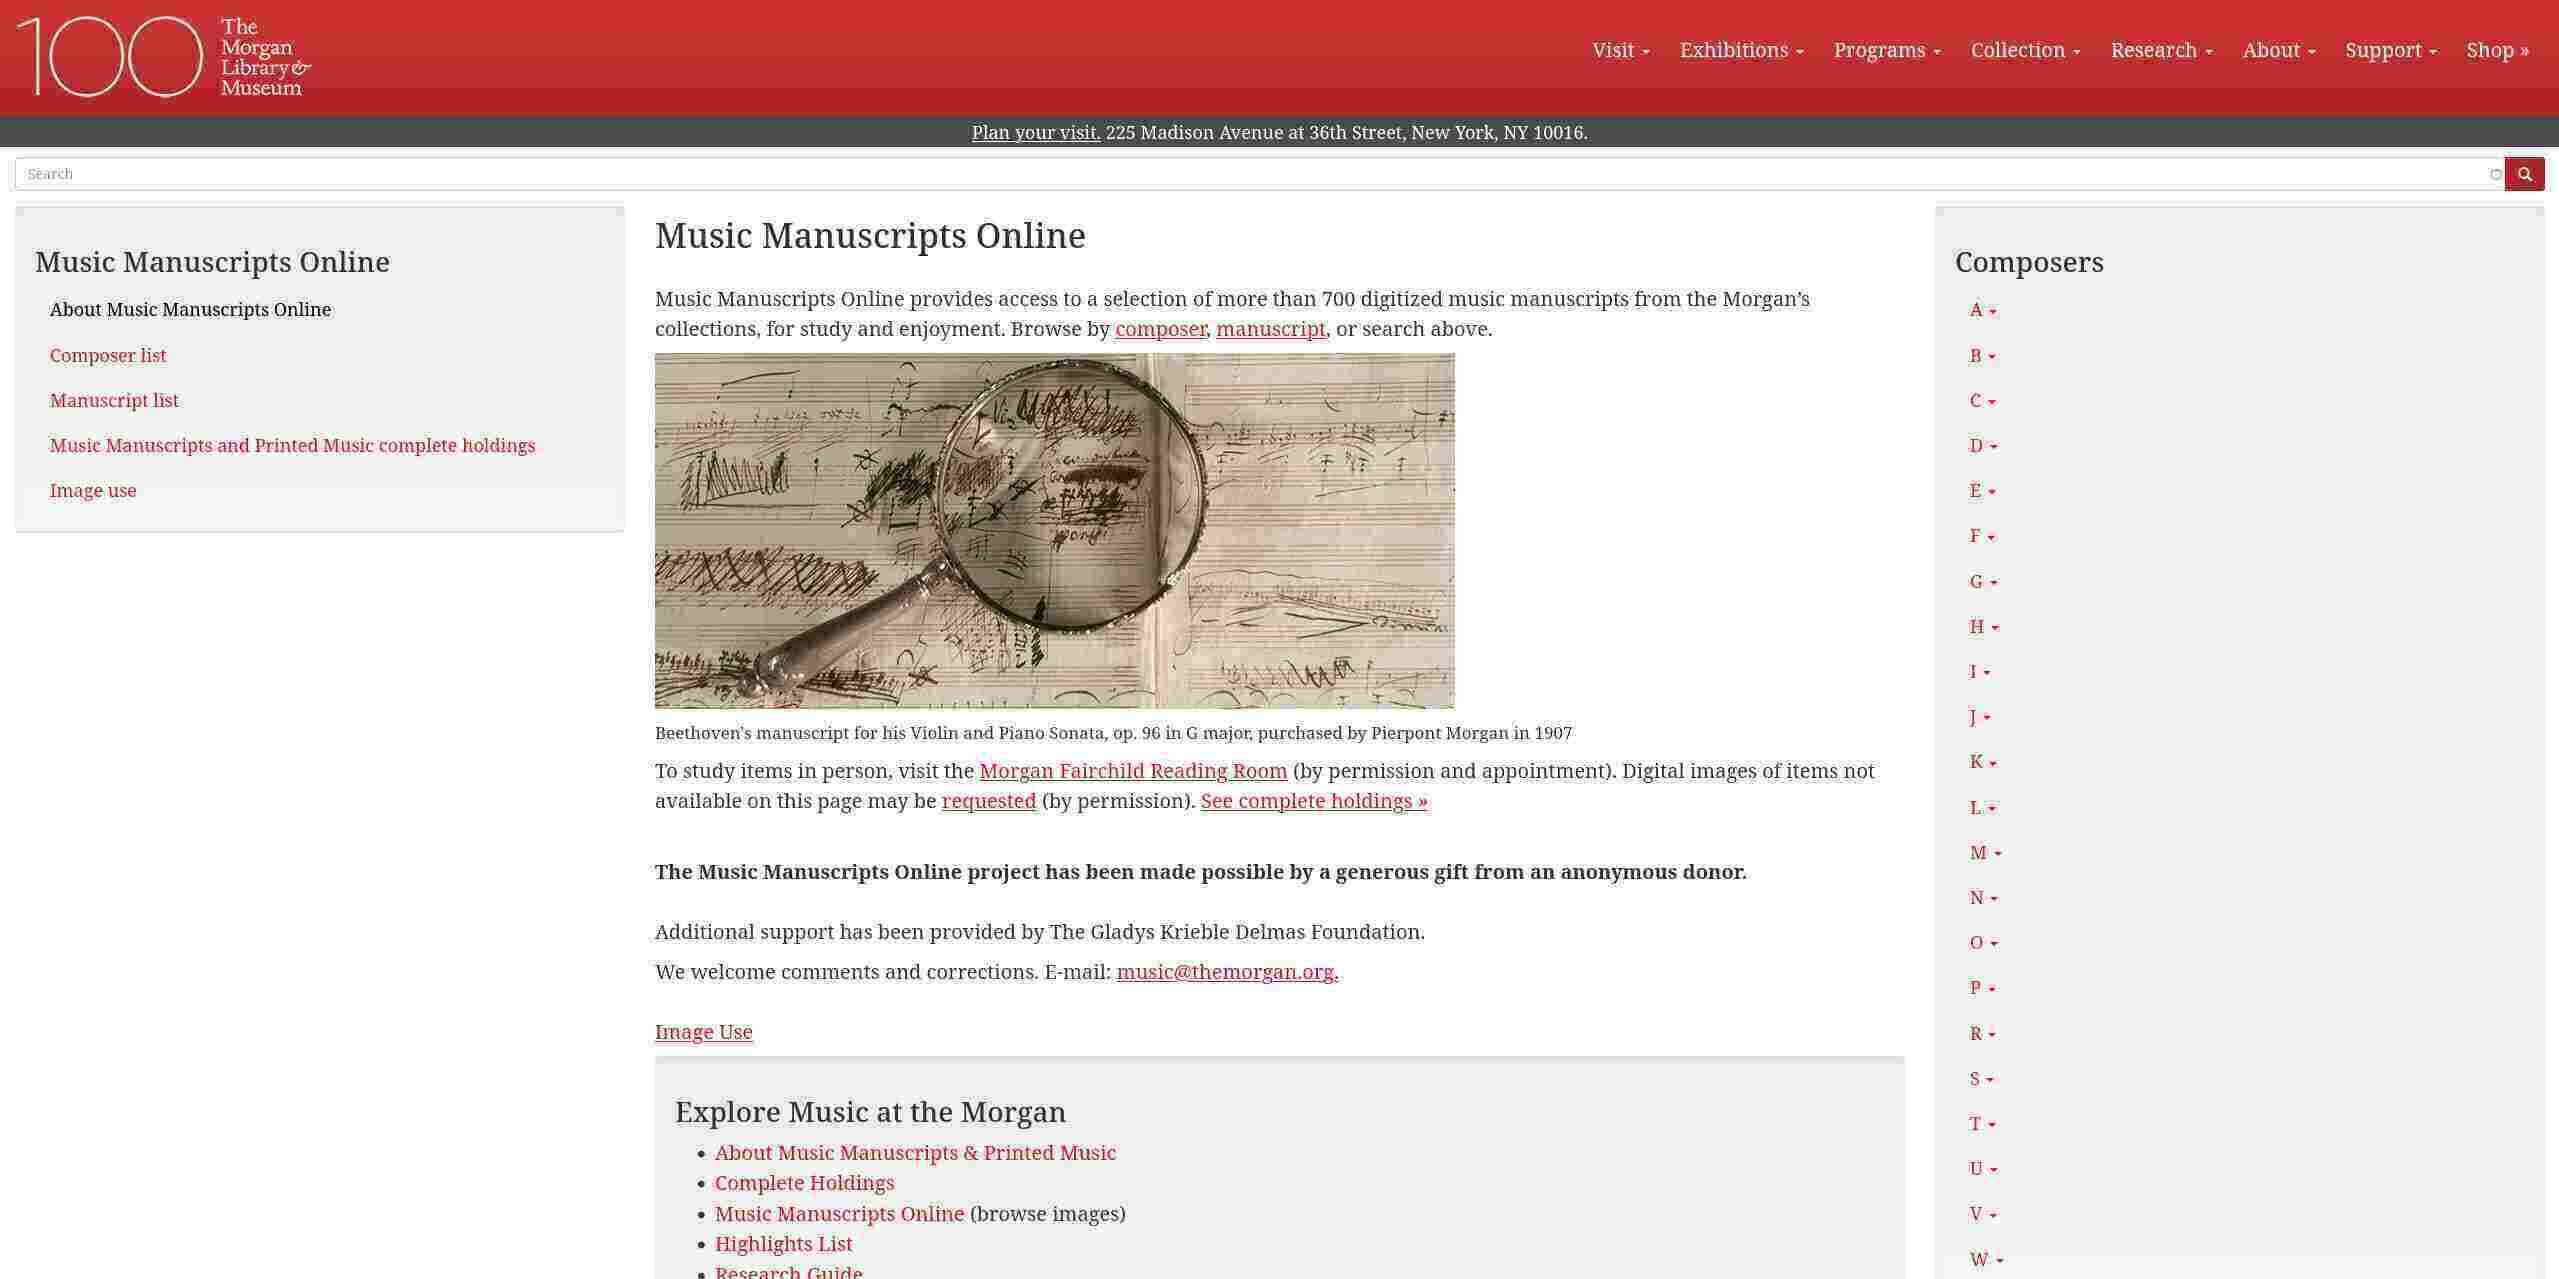 100 The
Morgan
Library &
Museum
Visit Exhibitions Programs Collection Research About Support Shop »
Plan your visit. 225 Madison Avenue at 36th Street, New York, NY 10016.
Search
Music Manuscripts Online
About Music Manuscripts Online
Composer list
Manuscript list
Music Manuscripts and Printed Music complete holdings
Image use
Music Manuscripts Online
Music Manuscripts Online provides access to a selection of more than 700 digitized music manuscripts from the Morgan’s
collections, for study and enjoyment. Browse by composer, manuscript, or search above.
Beethoven's manuscript for his Violin and Piano Sonata, op. 96 in G major, purchased by Pierpont Morgan in 1907
To study items in person, visit the Morgan Fairchild Reading Room (by permission and appointment). Digital images of items not
available on this page may be requested (by permission). See complete holdings »
The Music Manuscripts Online project has been made possible by a generous gift from an anonymous donor.
Additional support has been provided by The Gladys Krieble Delmas Foundation.
We welcome comments and corrections. E-mail: music@themorgan.org.
Image Use
Explore Music at the Morgan
About Music Manuscripts & Printed Music
Complete Holdings
Music Manuscripts Online (browse images)
Highlights List
Research Guide
Composers
A
B
C
D
E
F
G
H
I
J
K
L
M
N
O
P
R
S
T
U
V
W